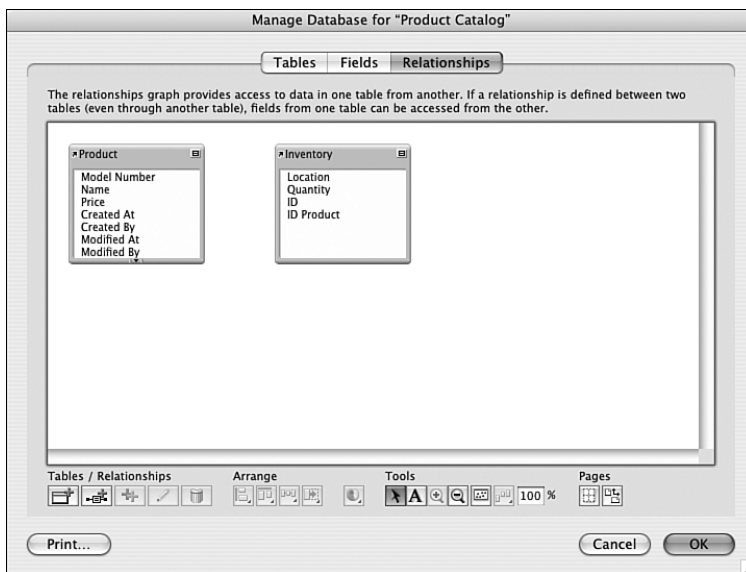 Manage Database for “Product Catalog”
Tables Fields Relationships
The relationships graph provides access to data in one table from another. If a relationship is defined between two
tables (even through another table), fields from one table can be accessed from the other.
Product
Model Number
Name
Price
Created At
Created By
Modified At
Modified By
Inventory
Location
Quantity
ID
ID Product
Tables / Relationships Arrange Tools Pages
A 100 %
Print... Cancel OK